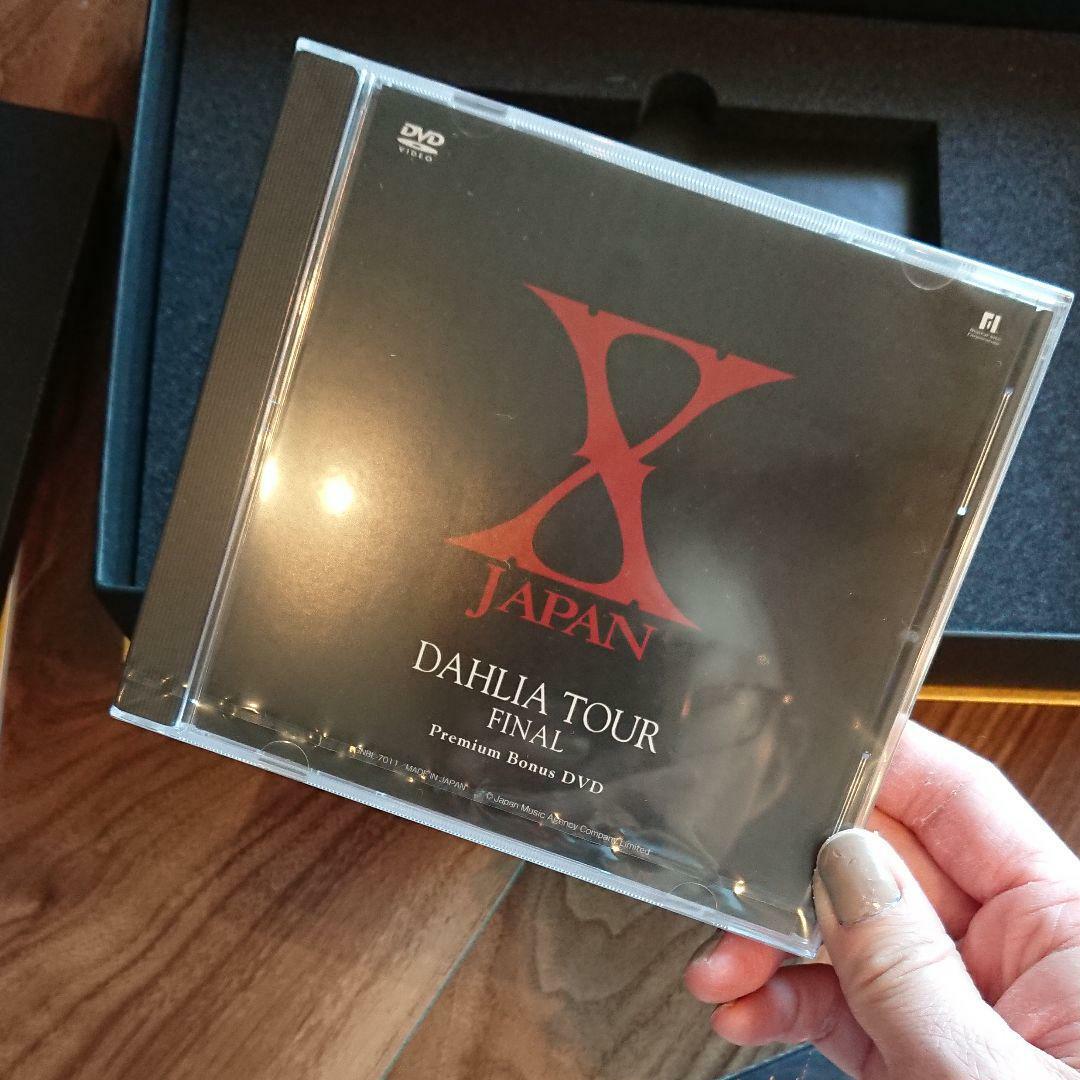 DVD
VIDEO
X
JAPAN
DAHLIA TOUR
FINAL
Premium Bonus DVD
MADE IN JAPAN © Japan Music Agency Company Limited